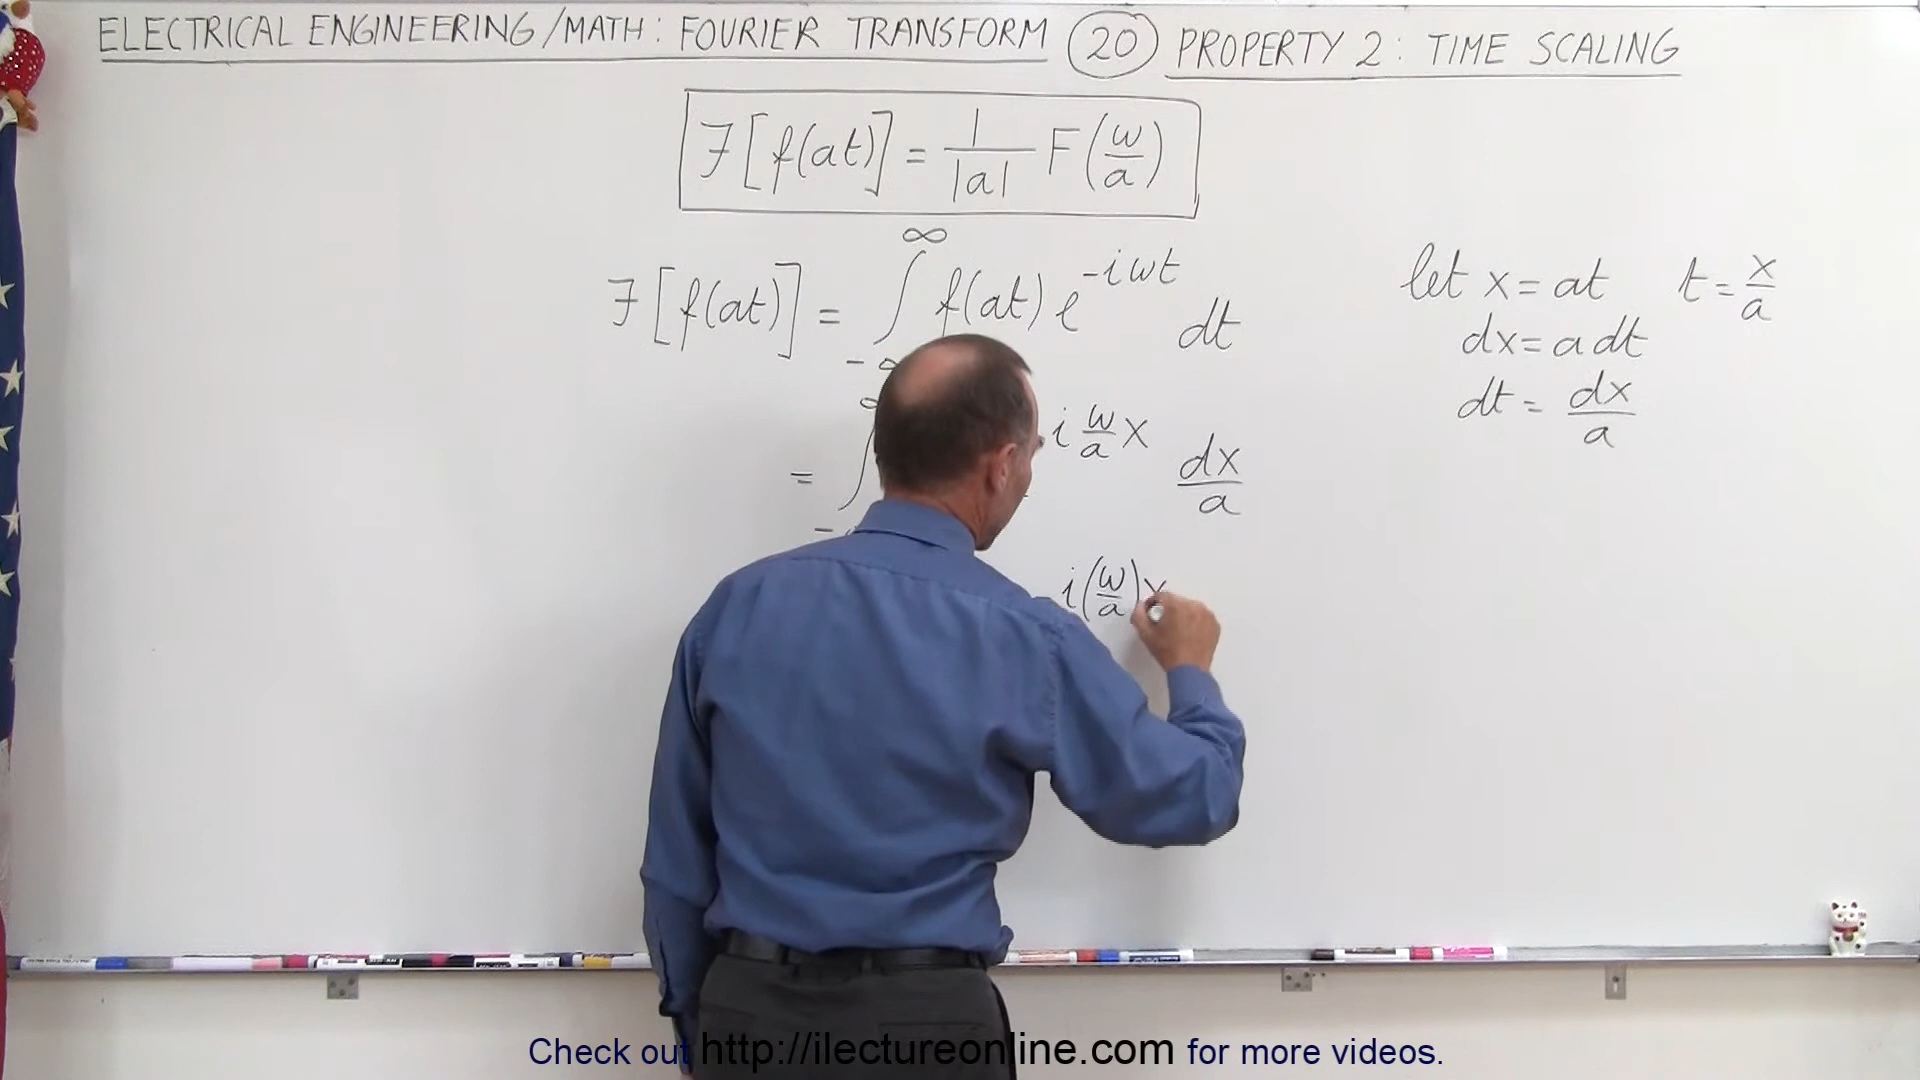 ELECTRICAL ENGINEERING/MATH: FOURIER TRANSFORM 20 PROPERTY 2: TIME SCALING
ℱ[f(at)] = 1/|a| F(ω/a)
ℱ[f(at)] = ∫ -∞ ∞ f(at) e^-iωt dt
let x = at t = x/a
dx = a dt
dt = dx/a
= ∫ i ω/a x dx/a
i(ω/a)x
Check out http://ilectureonline.com for more videos.